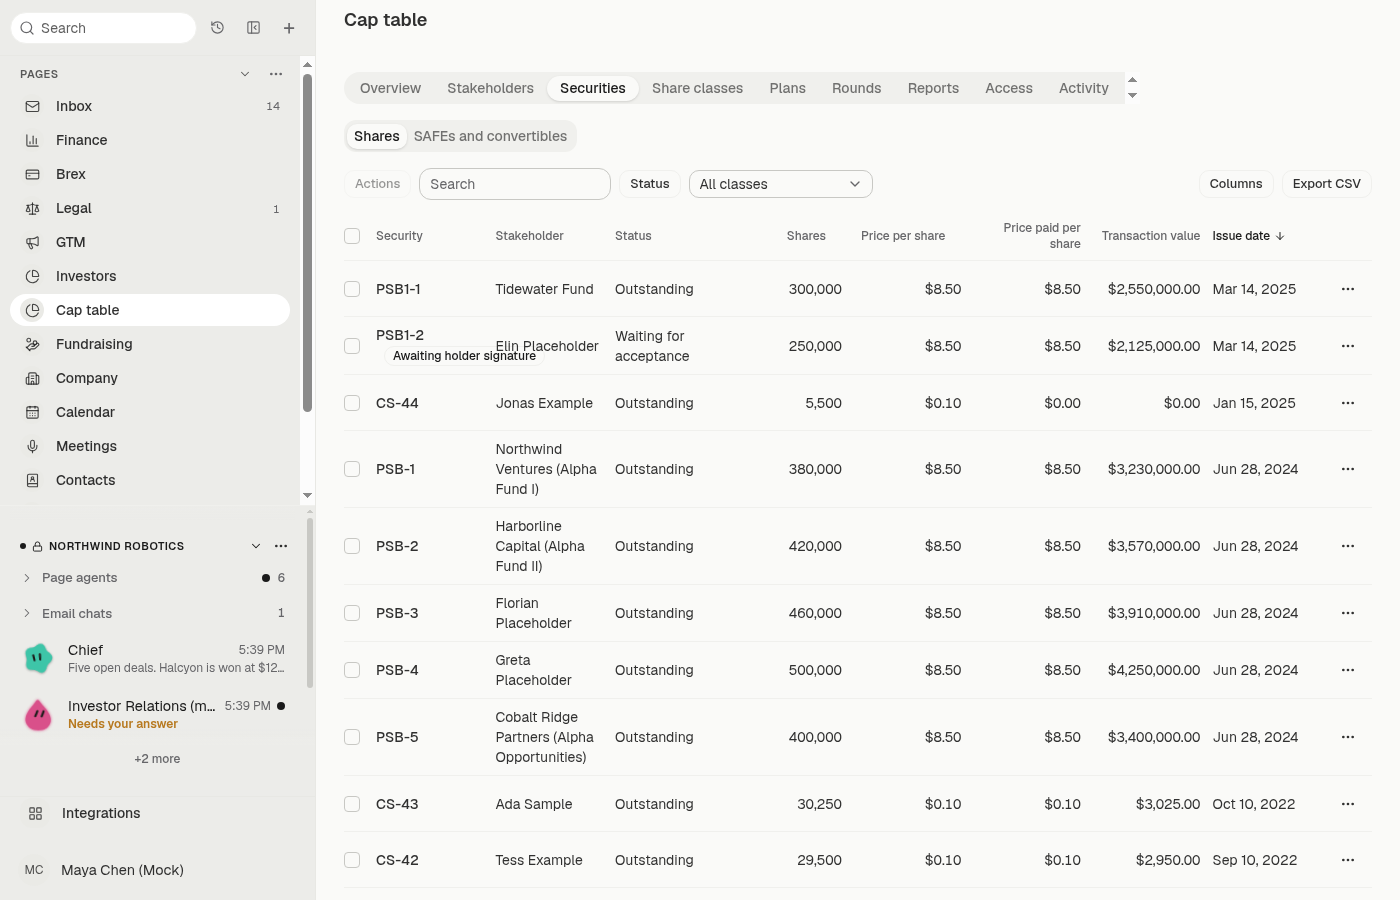 Search
PAGES
Inbox 14
Finance
Brex
Legal 1
GTM
Investors
Cap table
Fundraising
Company
Calendar
Meetings
Contacts
NORTHWIND ROBOTICS
Page agents 6
Email chats 1
Chief 5:39 PM
Five open deals. Halcyon is won at $12…
Investor Relations (m… 5:39 PM
Needs your answer
+2 more
Integrations
MC Maya Chen (Mock)
Cap table
Overview Stakeholders Securities Share classes Plans Rounds Reports Access Activity
Shares SAFEs and convertibles
Actions Search Status All classes Columns Export CSV
Security Stakeholder Status Shares Price per share Price paid per share Transaction value Issue date
PSB1-1 Tidewater Fund Outstanding 300,000 $8.50 $8.50 $2,550,000.00 Mar 14, 2025
PSB1-2 Awaiting holder signature Elin Placeholder Waiting for acceptance 250,000 $8.50 $8.50 $2,125,000.00 Mar 14, 2025
CS-44 Jonas Example Outstanding 5,500 $0.10 $0.00 $0.00 Jan 15, 2025
PSB-1 Northwind Ventures (Alpha Fund I) Outstanding 380,000 $8.50 $8.50 $3,230,000.00 Jun 28, 2024
PSB-2 Harborline Capital (Alpha Fund II) Outstanding 420,000 $8.50 $8.50 $3,570,000.00 Jun 28, 2024
PSB-3 Florian Placeholder Outstanding 460,000 $8.50 $8.50 $3,910,000.00 Jun 28, 2024
PSB-4 Greta Placeholder Outstanding 500,000 $8.50 $8.50 $4,250,000.00 Jun 28, 2024
PSB-5 Cobalt Ridge Partners (Alpha Opportunities) Outstanding 400,000 $8.50 $8.50 $3,400,000.00 Jun 28, 2024
CS-43 Ada Sample Outstanding 30,250 $0.10 $0.10 $3,025.00 Oct 10, 2022
CS-42 Tess Example Outstanding 29,500 $0.10 $0.10 $2,950.00 Sep 10, 2022